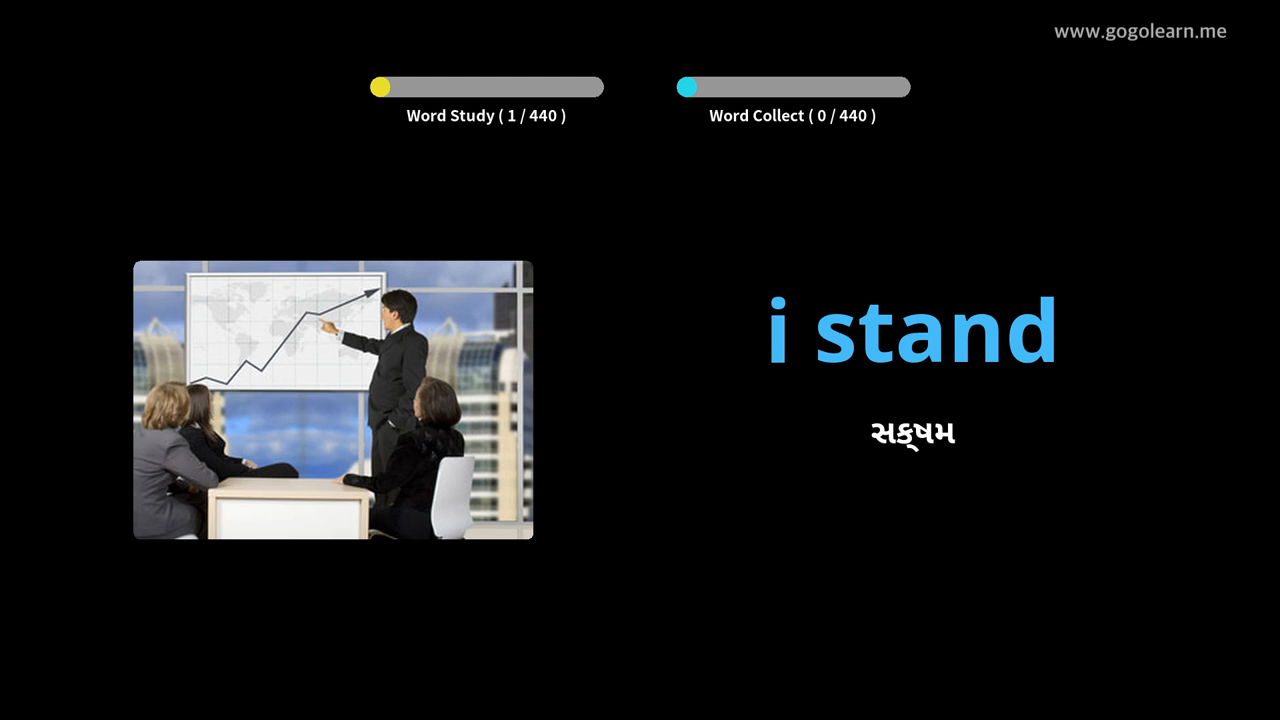 www.gogolearn.me
Word Study ( 1 / 440 )
Word Collect ( 0 / 440 )
i stand
સક્ષમ